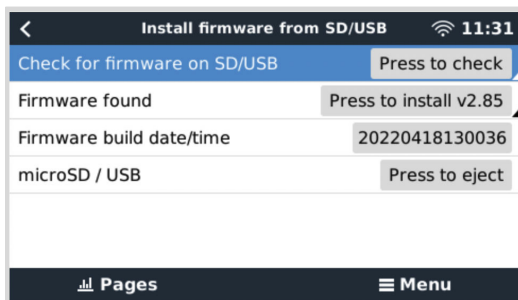 Install firmware from SD/USB 11:31
Check for firmware on SD/USB Press to check
Firmware found Press to install v2.85
Firmware build date/time 20220418130036
microSD / USB Press to eject
Pages Menu